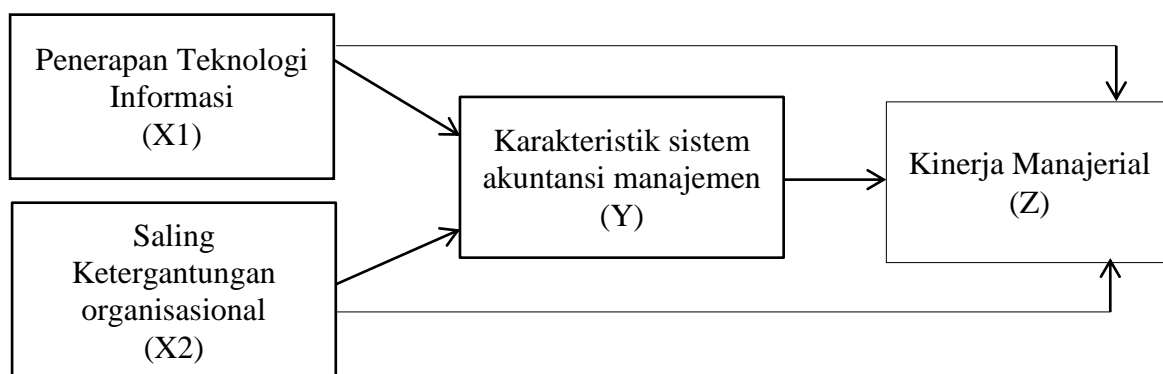 Penerapan Teknologi
Informasi
(X1)
Karakteristik sistem
akuntansi manajemen
(Y)
Kinerja Manajerial
(Z)
Saling
Ketergantungan
organisasional
(X2)